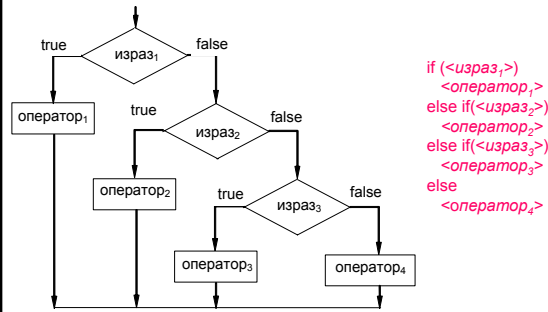 true
false
израз₁
оператор₁
true
false
израз₂
оператор₂
true
false
израз₃
оператор₃
оператор₄
if (<израз₁>)
<оператор₁>
else if(<израз₂>)
<оператор₂>
else if(<израз₃>)
<оператор₃>
else
<оператор₄>